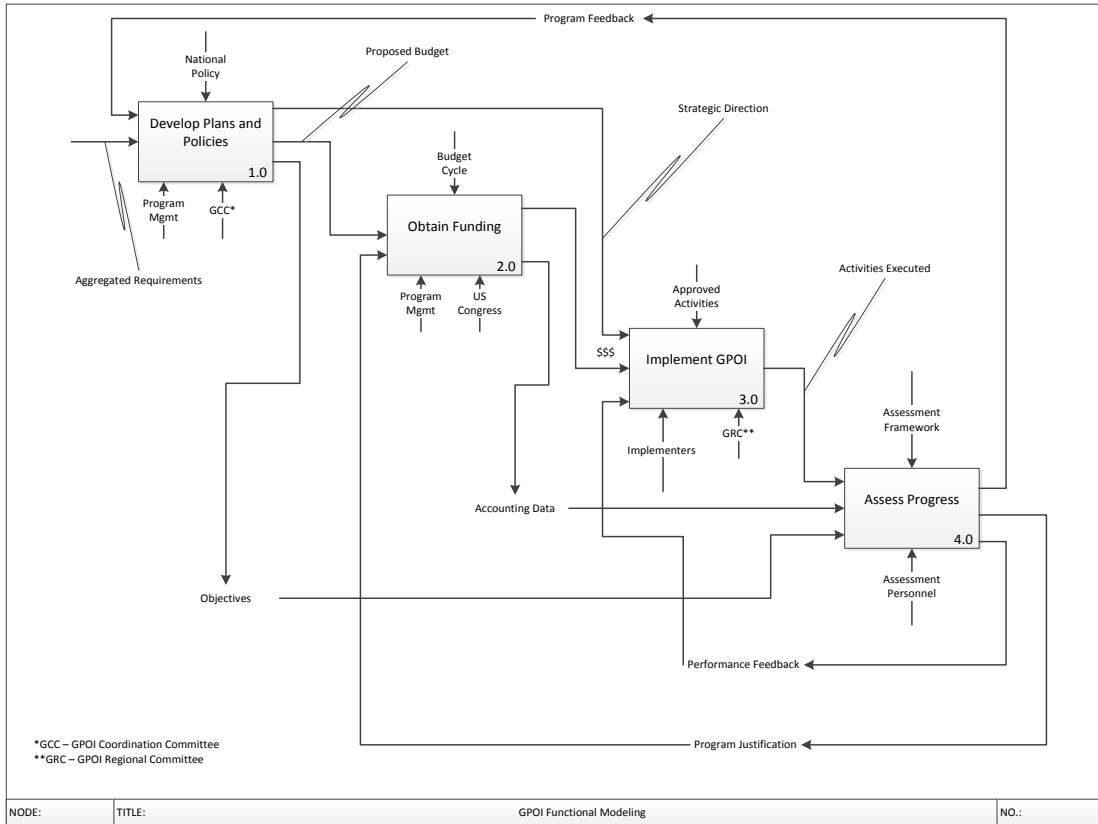 Program Feedback
National
Policy
Proposed Budget
Develop Plans and
Policies
1.0
Strategic Direction
Budget
Cycle
Program
Mgmt
GCC*
Obtain Funding
2.0
Aggregated Requirements
Activities Executed
Program
Mgmt
US
Congress
Approved
Activities
$$$
Implement GPOI
3.0
Assessment
Framework
Implementers
GRC**
Accounting Data
Assess Progress
4.0
Assessment
Personnel
Objectives
Performance Feedback
Program Justification
*GCC – GPOI Coordination Committee
**GRC – GPOI Regional Committee
NODE:
TITLE:
GPOI Functional Modeling
NO.: